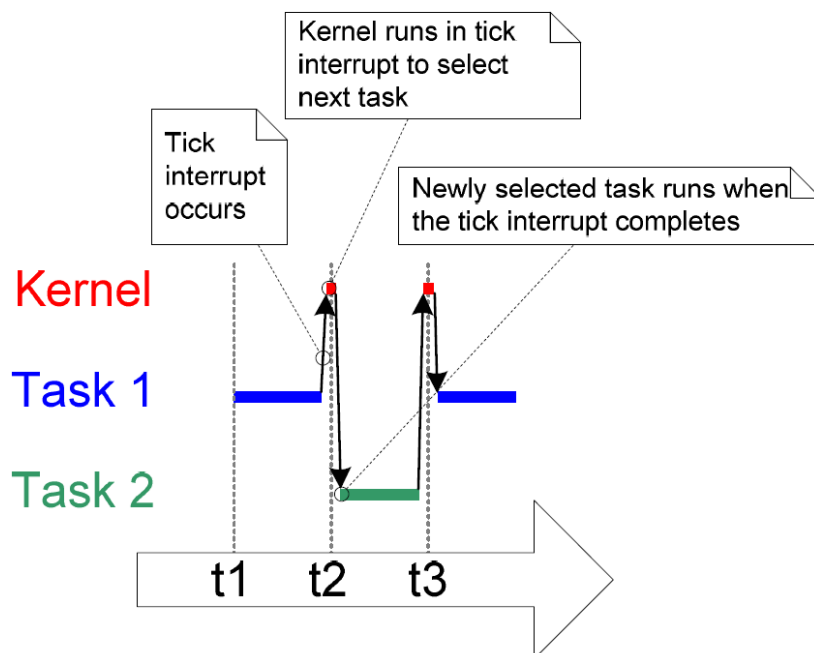 Kernel runs in tick
interrupt to select
next task
Tick
interrupt
occurs
Newly selected task runs when
the tick interrupt completes
Kernel
Task 1
Task 2
t1
t2
t3